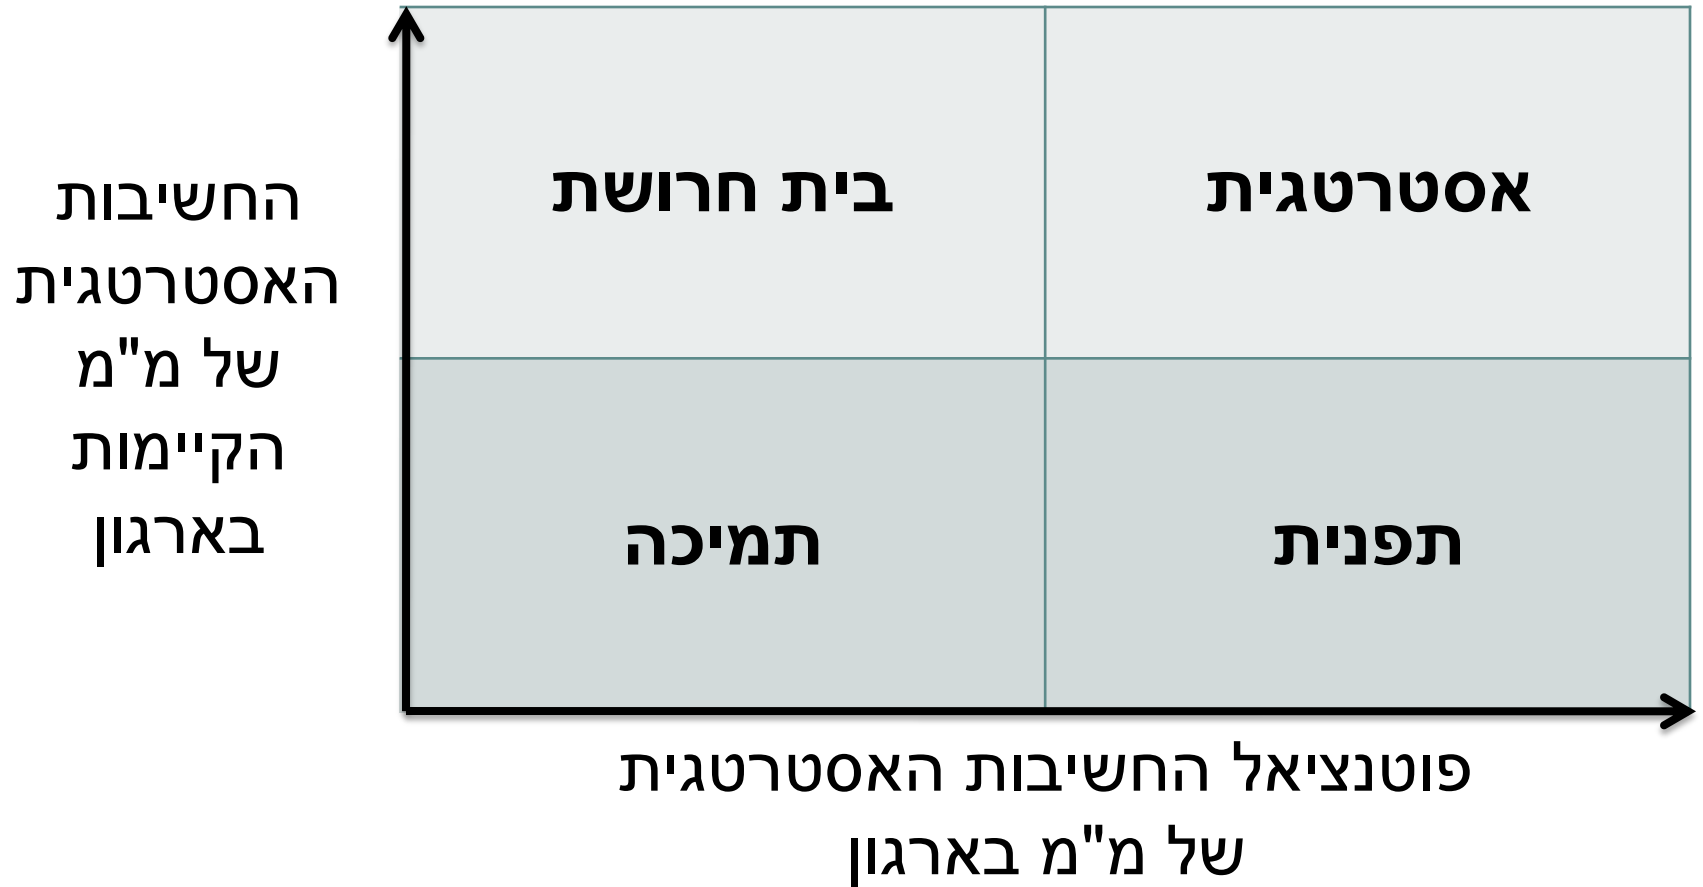 החשיבות
האסטרטגית
של מ"מ
הקיימות
בארגון
בית חרושת
אסטרטגית
תמיכה
תפנית
פוטנציאל החשיבות האסטרטגית
של מ"מ בארגון